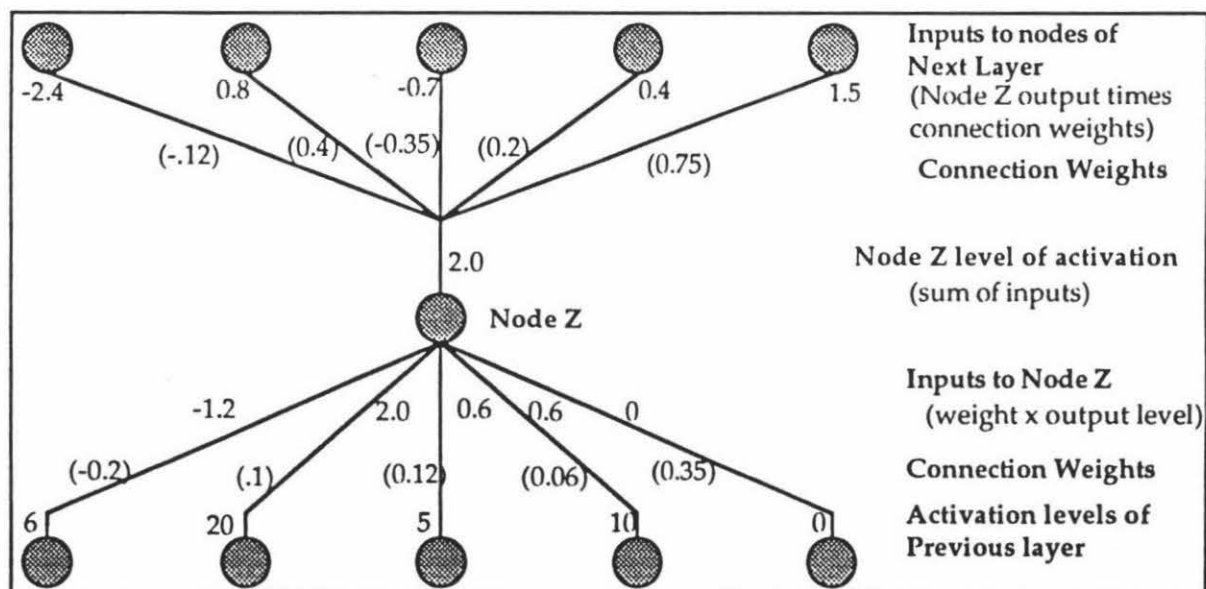 Inputs to nodes of
Next Layer
-2.4 0.8 -0.7 0.4 1.5
(Node Z output times
connection weights)
(-.12) (0.4) (-0.35) (0.2) (0.75)
Connection Weights
2.0
Node Z level of activation
(sum of inputs)
Node Z
Inputs to Node Z
-1.2 2.0 0.6 0.6 0
(weight x output level)
(-0.2) (.1) (0.12) (0.06) (0.35)
Connection Weights
6 20 5 10 0
Activation levels of
Previous layer